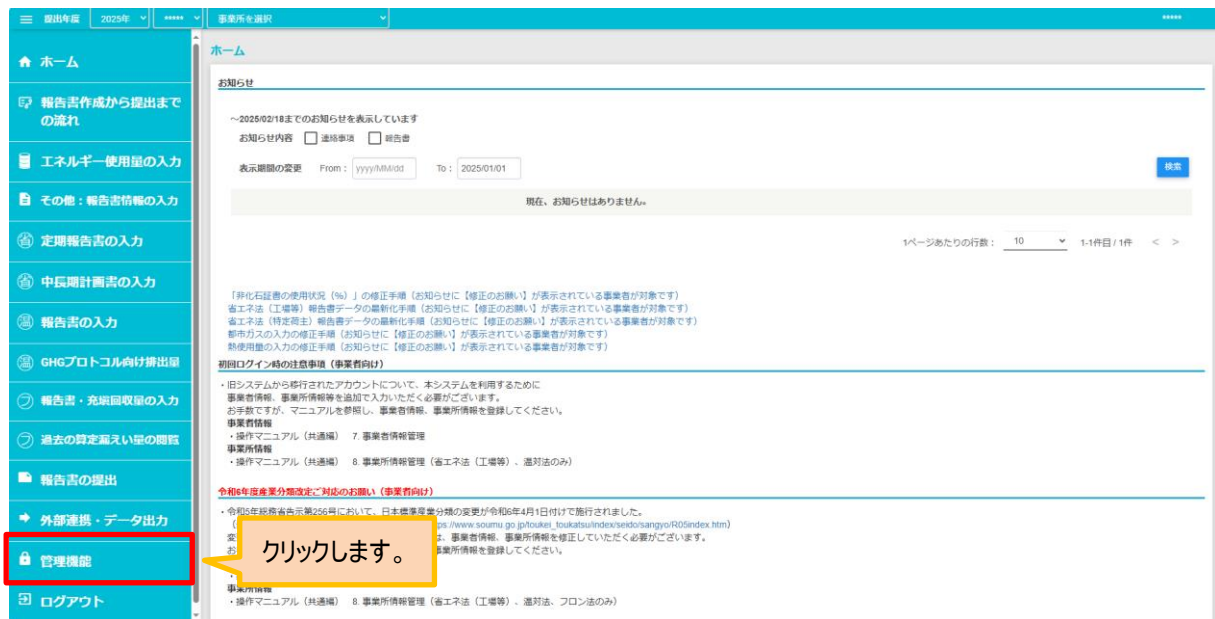 提出年度 2025年 ***** 事業所を選択 *****
ホーム
報告書作成から提出まで
の流れ
エネルギー使用量の入力
その他：報告書情報の入力
定期報告書の入力
中長期計画書の入力
報告書の入力
GHGプロトコル向け排出量
報告書・充填回収量の入力
過去の算定漏えい量の閲覧
報告書の提出
外部連携・データ出力
管理機能
ログアウト
ホーム
お知らせ
～2025/02/18までのお知らせを表示しています
お知らせ内容 連絡事項 報告書
表示期間の変更 From： yyyy/MM/dd To： 2025/01/01 検索
現在、お知らせはありません。
1ページあたりの行数： 10 1-1件目 / 1件 < >
「非化石証書の使用状況（%）」の修正手順（お知らせに【修正のお願い】が表示されている事業者が対象です）
省エネ法（工場等）報告書データの最新化手順（お知らせに【修正のお願い】が表示されている事業者が対象です）
省エネ法（特定荷主）報告書データの最新化手順（お知らせに【修正のお願い】が表示されている事業者が対象です）
都市ガスの入力の修正手順（お知らせに【修正のお願い】が表示されている事業者が対象です）
熱使用量の入力の修正手順（お知らせに【修正のお願い】が表示されている事業者が対象です）
初回ログイン時の注意事項（事業者向け）
・旧システムから移行されたアカウントについて、本システムを利用するために
事業者情報、事業所情報等を追加で入力いただく必要がございます。
お手数ですが、マニュアルを参照し、事業者情報、事業所情報を登録してください。
事業者情報
・操作マニュアル（共通編） 7. 事業者情報管理
事業所情報
・操作マニュアル（共通編） 8. 事業所情報管理（省エネ法（工場等）、温対法のみ）
令和6年度産業分類改定ご対応のお願い（事業者向け）
・令和5年総務省告示第256号において、日本標準産業分類の変更が令和6年4月1日付けで施行されました。
（ ps://www.soumu.go.jp/toukei_toukatsu/index/seido/sangyo/R05index.htm）
変 は、事業者情報、事業所情報を修正していただく必要がございます。
お 事業所情報を登録してください。
クリックします。
事業所情報
・操作マニュアル（共通編） 8. 事業所情報管理（省エネ法（工場等）、温対法、フロン法のみ）